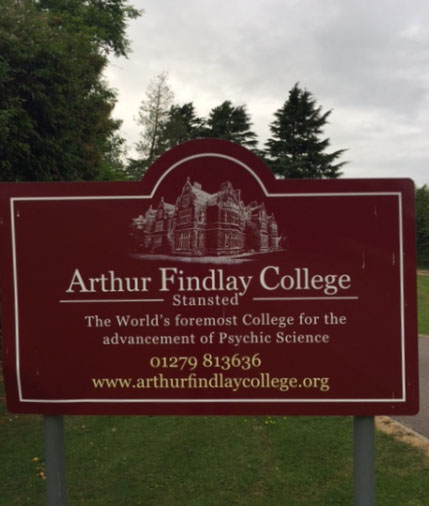 Arthur Findlay College
Stansted
The World's foremost College for the
advancement of Psychic Science
01279 813636
www.arthurfindlaycollege.org